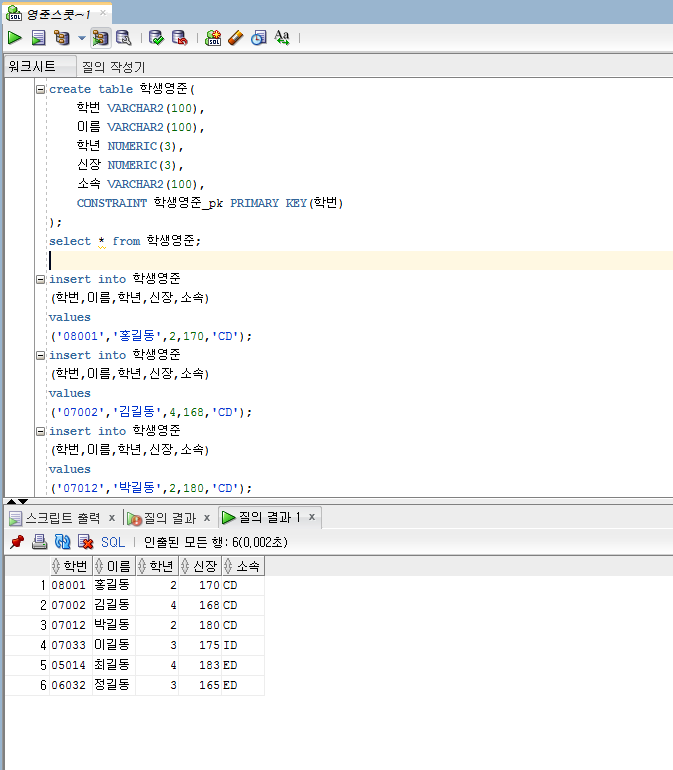 영준스콧~1
워크시트 질의 작성기
create table 학생영준(
학번 VARCHAR2(100),
이름 VARCHAR2(100),
학년 NUMERIC(3),
신장 NUMERIC(3),
소속 VARCHAR2(100),
CONSTRAINT 학생영준_pk PRIMARY KEY(학번)
);
select * from 학생영준;
insert into 학생영준
(학번,이름,학년,신장,소속)
values
('08001','홍길동',2,170,'CD');
insert into 학생영준
(학번,이름,학년,신장,소속)
values
('07002','김길동',4,168,'CD');
insert into 학생영준
(학번,이름,학년,신장,소속)
values
('07012','박길동',2,180,'CD');
스크립트 출력 x 질의 결과 x 질의 결과 1 x
SQL | 인출된 모든 행: 6(0,002초)
학번 이름 학년 신장 소속
1 08001 홍길동 2 170 CD
2 07002 김길동 4 168 CD
3 07012 박길동 2 180 CD
4 07033 이길동 3 175 ID
5 05014 최길동 4 183 ED
6 06032 정길동 3 165 ED